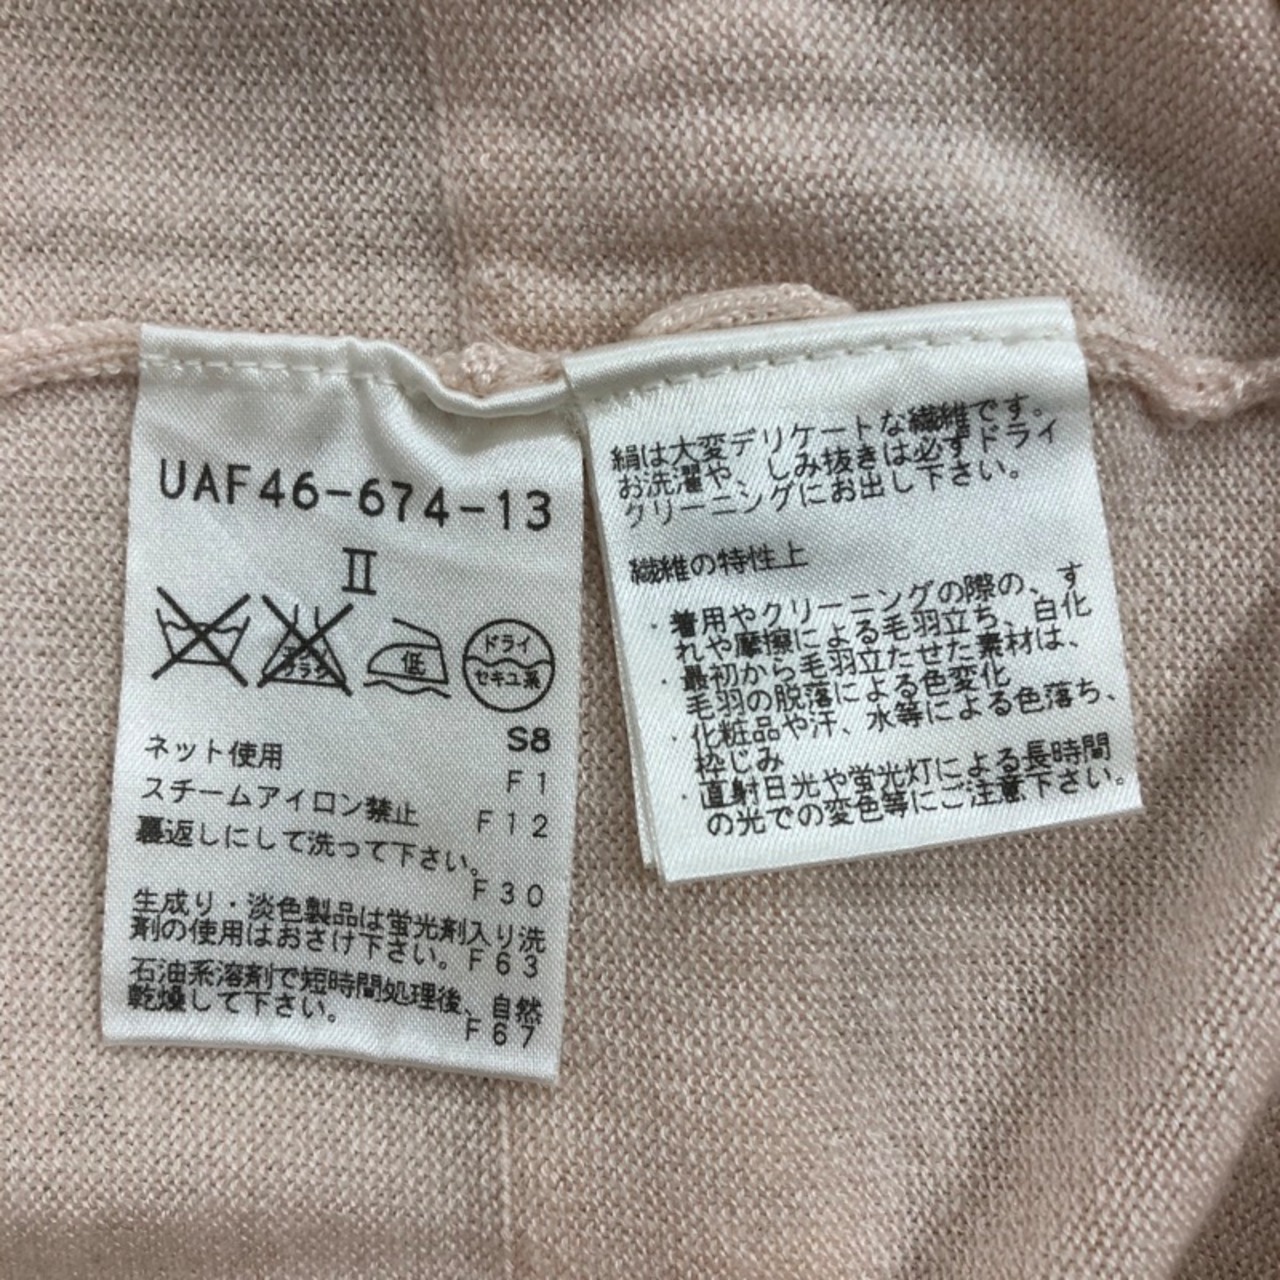 UAF46-674-13
II
エンソ
サラシ
低
ドライ
セキユ系
S8
ネット使用
F1
スチームアイロン禁止
F12
裏返しにして洗って下さい。
F30
生成り・淡色製品は蛍光剤入り洗
剤の使用はおさけ下さい。F63
石油系溶剤で短時間処理後、自然
乾燥して下さい。
F67
絹は大変デリケートな繊維です。
お洗濯や、しみ抜きは必ずドライ
クリーニングにお出し下さい。
繊維の特性上
・着用やクリーニングの際の、す
れや摩擦による毛羽立ち、白化
・最初から毛羽立たせた素材は、
毛羽の脱落による色変化
・化粧品や汗、水等による色落ち、
枠じみ
・直射日光や蛍光灯による長時間
の光での変色等にご注意下さい。